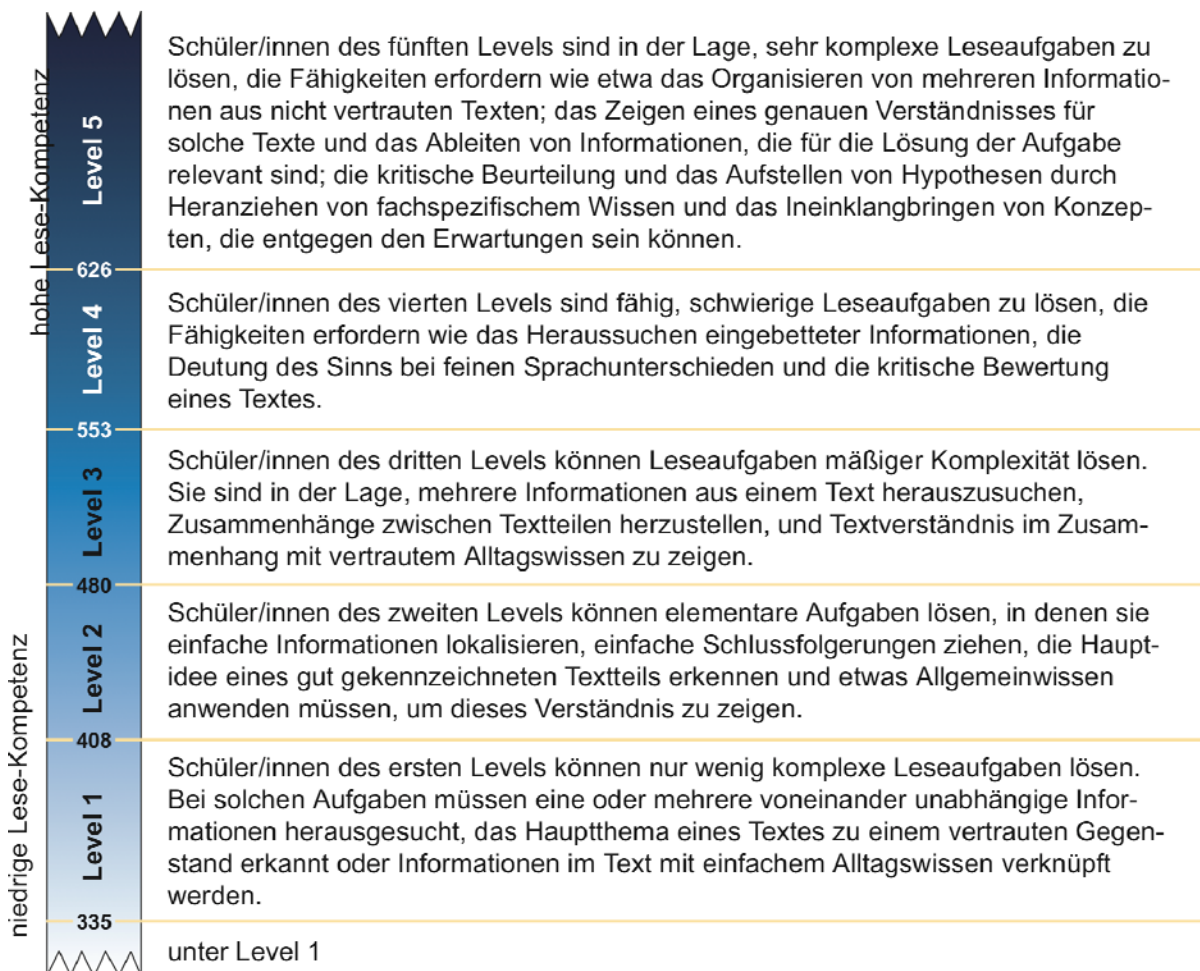 hohe Lese-Kompetenz
Level 5
Schüler/innen des fünften Levels sind in der Lage, sehr komplexe Leseaufgaben zu
lösen, die Fähigkeiten erfordern wie etwa das Organisieren von mehreren Informatio-
nen aus nicht vertrauten Texten; das Zeigen eines genauen Verständnisses für
solche Texte und das Ableiten von Informationen, die für die Lösung der Aufgabe
relevant sind; die kritische Beurteilung und das Aufstellen von Hypothesen durch
Heranziehen von fachspezifischem Wissen und das Ineinklangbringen von Konzep-
ten, die entgegen den Erwartungen sein können.
626
Level 4
Schüler/innen des vierten Levels sind fähig, schwierige Leseaufgaben zu lösen, die
Fähigkeiten erfordern wie das Heraussuchen eingebetteter Informationen, die
Deutung des Sinns bei feinen Sprachunterschieden und die kritische Bewertung
eines Textes.
553
Level 3
Schüler/innen des dritten Levels können Leseaufgaben mäßiger Komplexität lösen.
Sie sind in der Lage, mehrere Informationen aus einem Text herauszusuchen,
Zusammenhänge zwischen Textteilen herzustellen, und Textverständnis im Zusam-
menhang mit vertrautem Alltagswissen zu zeigen.
480
niedrige Lese-Kompetenz
Level 2
Schüler/innen des zweiten Levels können elementare Aufgaben lösen, in denen sie
einfache Informationen lokalisieren, einfache Schlussfolgerungen ziehen, die Haupt-
idee eines gut gekennzeichneten Textteils erkennen und etwas Allgemeinwissen
anwenden müssen, um dieses Verständnis zu zeigen.
408
Level 1
Schüler/innen des ersten Levels können nur wenig komplexe Leseaufgaben lösen.
Bei solchen Aufgaben müssen eine oder mehrere voneinander unabhängige Infor-
mationen herausgesucht, das Hauptthema eines Textes zu einem vertrauten Gegen-
stand erkannt oder Informationen im Text mit einfachem Alltagswissen verknüpft
werden.
335
unter Level 1